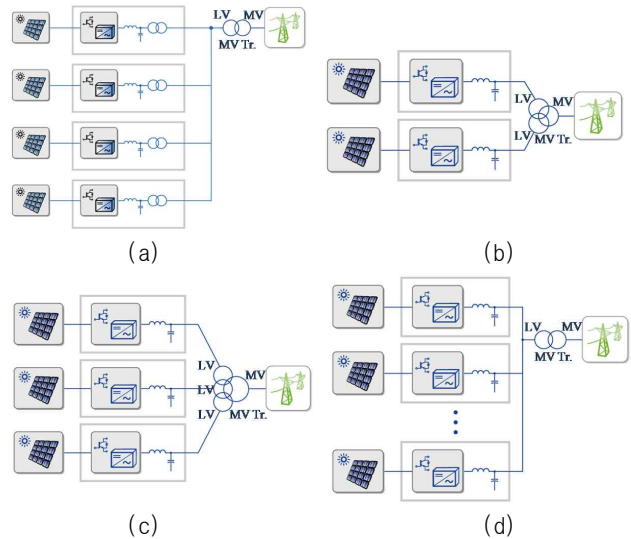 LV MV
MV Tr.
(a)
LV MV
LV MV Tr.
(b)
LV MV
LV
LV MV Tr.
(c)
LV MV
MV Tr.
(d)